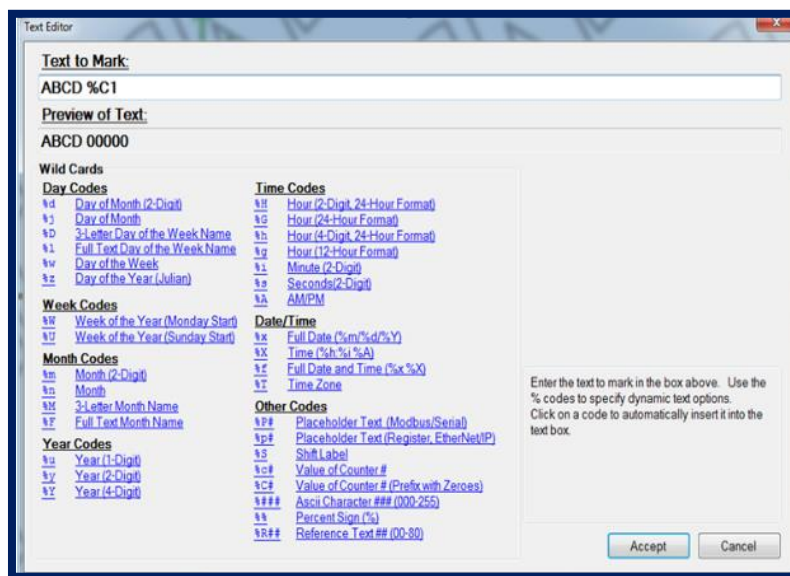 Text Editor
X
Text to Mark:
ABCD %C1
Preview of Text:
ABCD 00000
Wild Cards
Day Codes
%d Day of Month (2-Digit)
%j Day of Month
%D 3-Letter Day of the Week Name
%l Full Text Day of the Week Name
%w Day of the Week
%z Day of the Year (Julian)
Week Codes
%W Week of the Year (Monday Start)
%U Week of the Year (Sunday Start)
Month Codes
%m Month (2-Digit)
%n Month
%M 3-Letter Month Name
%F Full Text Month Name
Year Codes
%u Year (1-Digit)
%y Year (2-Digit)
%Y Year (4-Digit)
Time Codes
%H Hour (2-Digit, 24-Hour Format)
%G Hour (24-Hour Format)
%h Hour (4-Digit, 24-Hour Format)
%g Hour (12-Hour Format)
%i Minute (2-Digit)
%s Seconds(2-Digit)
%A AM/PM
Date/Time
%x Full Date (%m/%d/%Y)
%X Time (%h:%i %A)
%f Full Date and Time (%x %X)
%T Time Zone
Other Codes
%P# Placeholder Text (Modbus/Serial)
%p# Placeholder Text (Register, EtherNet/IP)
%S Shift Label
%c# Value of Counter #
%C# Value of Counter # (Prefix with Zeroes)
%### Ascii Character ### (000-255)
%% Percent Sign (%)
%R## Reference Text ## (00-80)
Enter the text to mark in the box above. Use the
% codes to specify dynamic text options.
Click on a code to automatically insert it into the
text box.
Accept
Cancel